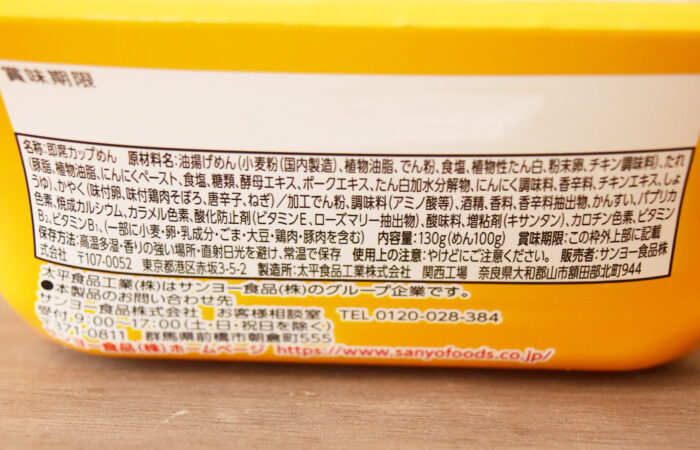 賞味期限
名称:即席カップめん 原材料名:油揚げめん(小麦粉(国内製造)、植物油脂、でん粉、食塩、植物性たん白、粉末卵、チキン調味料)、たれ
(豚脂、植物油脂、にんにくペースト、食塩、糖類、酵母エキス、ポークエキス、たん白加水分解物、にんにく調味料、香辛料、チキンエキス、しょ
うゆ)、かやく(味付卵、味付鶏肉そぼろ、唐辛子、ねぎ)/加工でん粉、調味料(アミノ酸等)、酒精、香料、香辛料抽出物、かんすい、パプリカ
色素、焼成カルシウム、カラメル色素、酸化防止剤(ビタミンE、ローズマリー抽出物)、酸味料、増粘剤(キサンタン)、カロチン色素、ビタミン
B2、ビタミンB1、(一部に小麦・卵・乳成分・ごま・大豆・鶏肉・豚肉を含む) 内容量:130g(めん100g) 賞味期限:この枠外上部に記載
保存方法:高温多湿・香りの強い場所・直射日光を避け、常温で保存 使用上の注意:やけどにご注意ください。 販売者:サンヨー食品株
式会社 〒107-0052 東京都港区赤坂3-5-2 製造所:太平食品工業株式会社 関西工場 奈良県大和郡山市額田部北町944
太平食品工業(株)はサンヨー食品(株)のグループ企業です。
●本製品のお問い合わせ先
サンヨー食品株式会社 お客様相談室 TEL 0120-028-384
受付 9:00〜17:00(土・日・祝日を除く)
〒371-0811 群馬県前橋市朝倉町555
サンヨー食品(株)ホームページ https://www.sanyofoods.co.jp/